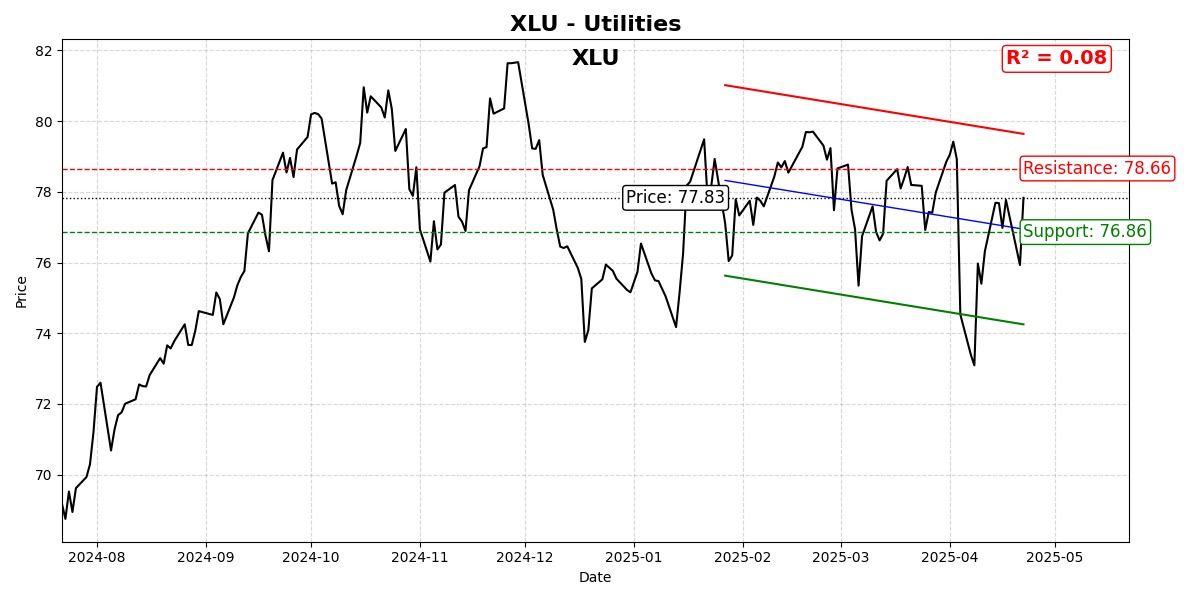 XLU - Utilities
XLU
R² = 0.08
82
80
78
76
74
72
70
Price
Resistance: 78.66
Price: 77.83
Support: 76.86
2024-08
2024-09
2024-10
2024-11
2024-12
2025-01
2025-02
2025-03
2025-04
2025-05
Date